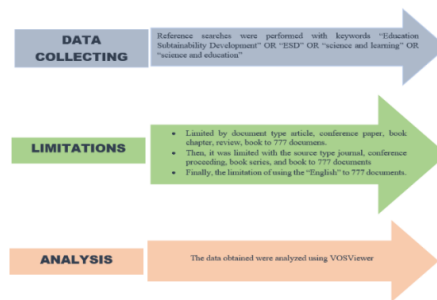 DATA
COLLECTING
Reference searches were performed with keywords “Education
Subtainability Development” OR “ESD” OR “science and learning” OR
“science and education”
LIMITATIONS
• Limited by document type article, conference paper, book
chapter, review, book to 777 documens.
• Then, it was limited with the source type journal, conference
proceeding, book series, and book to 777 documents
• Finally, the limitation of using the “English” to 777 documents.
ANALYSIS
The data obtained were analyzed using VOSViewer